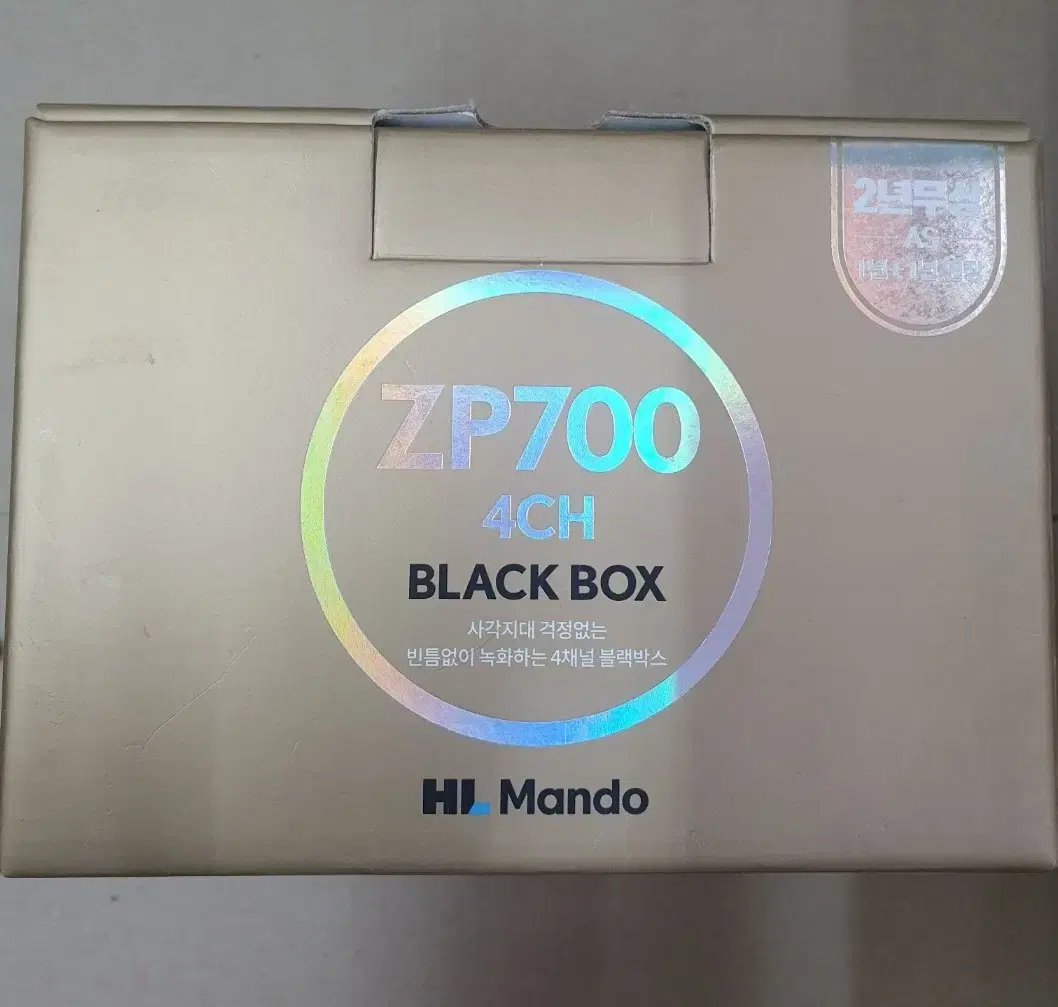 2년무상
AS
ZP700
4CH
BLACK BOX
사각지대 걱정없는
빈틈없이 녹화하는 4채널 블랙박스
HL Mando